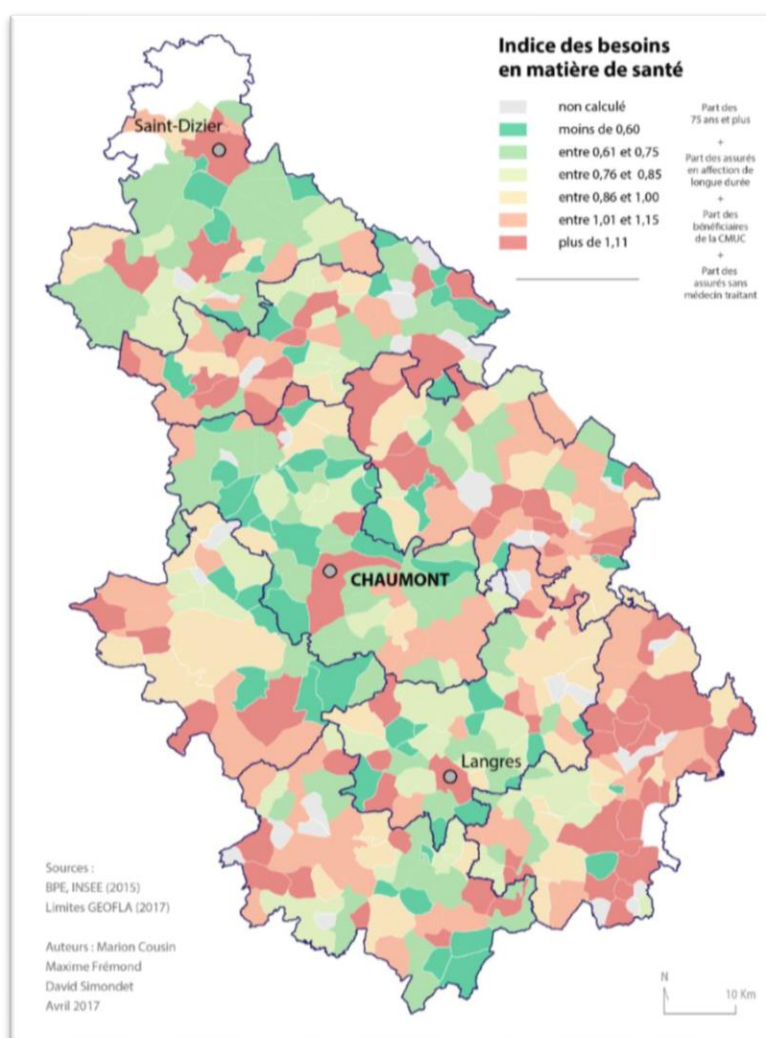 Indice des besoins
en matière de santé
non calculé
moins de 0,60
entre 0,61 et 0,75
entre 0,76 et 0,85
entre 0,86 et 1,00
entre 1,01 et 1,15
plus de 1,11
Part des
75 ans et plus
+
Part des assurés
en affection de
longue durée
+
Part des
bénéficiaires
de la CMUC
+
Part des
assurés sans
médecin traitant
Saint-Dizier
CHAUMONT
Langres
Sources :
BPE, INSEE (2015)
Limites GEOFLA (2017)
Auteurs : Marion Cousin
Maxime Frémond
David Simondet
Avril 2017
N
10 Km